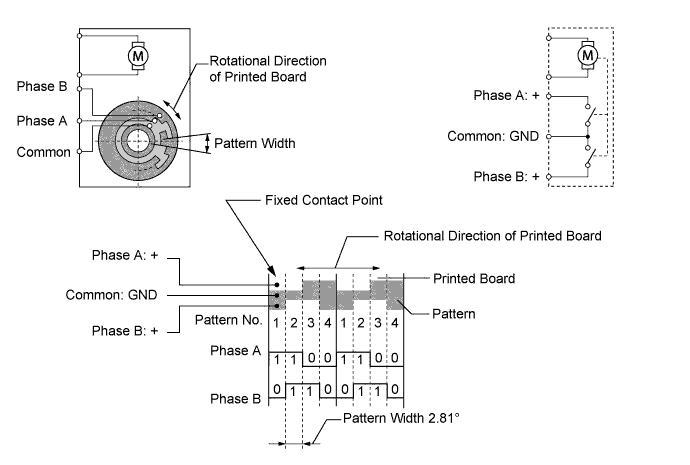 M
Rotational Direction
of Printed Board
Phase B
Phase A
Common
Pattern Width
M
Phase A: +
Common: GND
Phase B: +
Fixed Contact Point
Rotational Direction of Printed Board
Phase A: +
Common: GND
Phase B: +
Printed Board
Pattern
Pattern No. 1 2 3 4 1 2 3 4
Phase A 1 1 0 0 1 1 0 0
Phase B 0 1 1 0 0 1 1 0
Pattern Width 2.81°